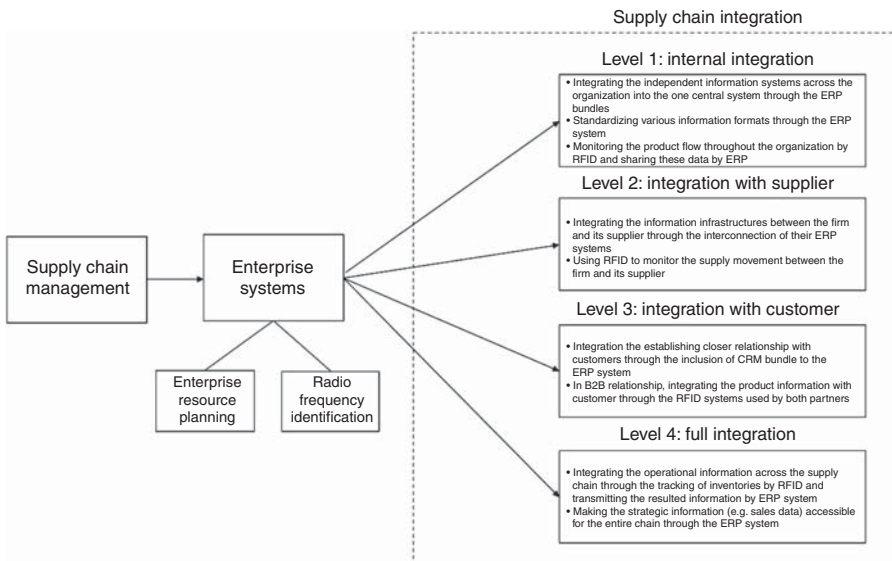 Supply chain integration
Supply chain
management
Enterprise
systems
Enterprise
resource
planning
Radio
frequency
identification
Level 1: internal integration
• Integrating the independent information systems across the
organization into the one central system through the ERP
bundles
• Standardizing various information formats through the ERP
system
• Monitoring the product flow throughout the organization by
RFID and sharing these data by ERP
Level 2: integration with supplier
• Integrating the information infrastructures between the firm
and its supplier through the interconnection of their ERP
systems
• Using RFID to monitor the supply movement between the
firm and its supplier
Level 3: integration with customer
• Integration the establishing closer relationship with
customers through the inclusion of CRM bundle to the
ERP system
• In B2B relationship, integrating the product information with
customer through the RFID systems used by both partners
Level 4: full integration
• Integrating the operational information across the supply
chain through the tracking of inventories by RFID and
transmitting the resulted information by ERP system
• Making the strategic information (e.g. sales data) accessible
for the entire chain through the ERP system